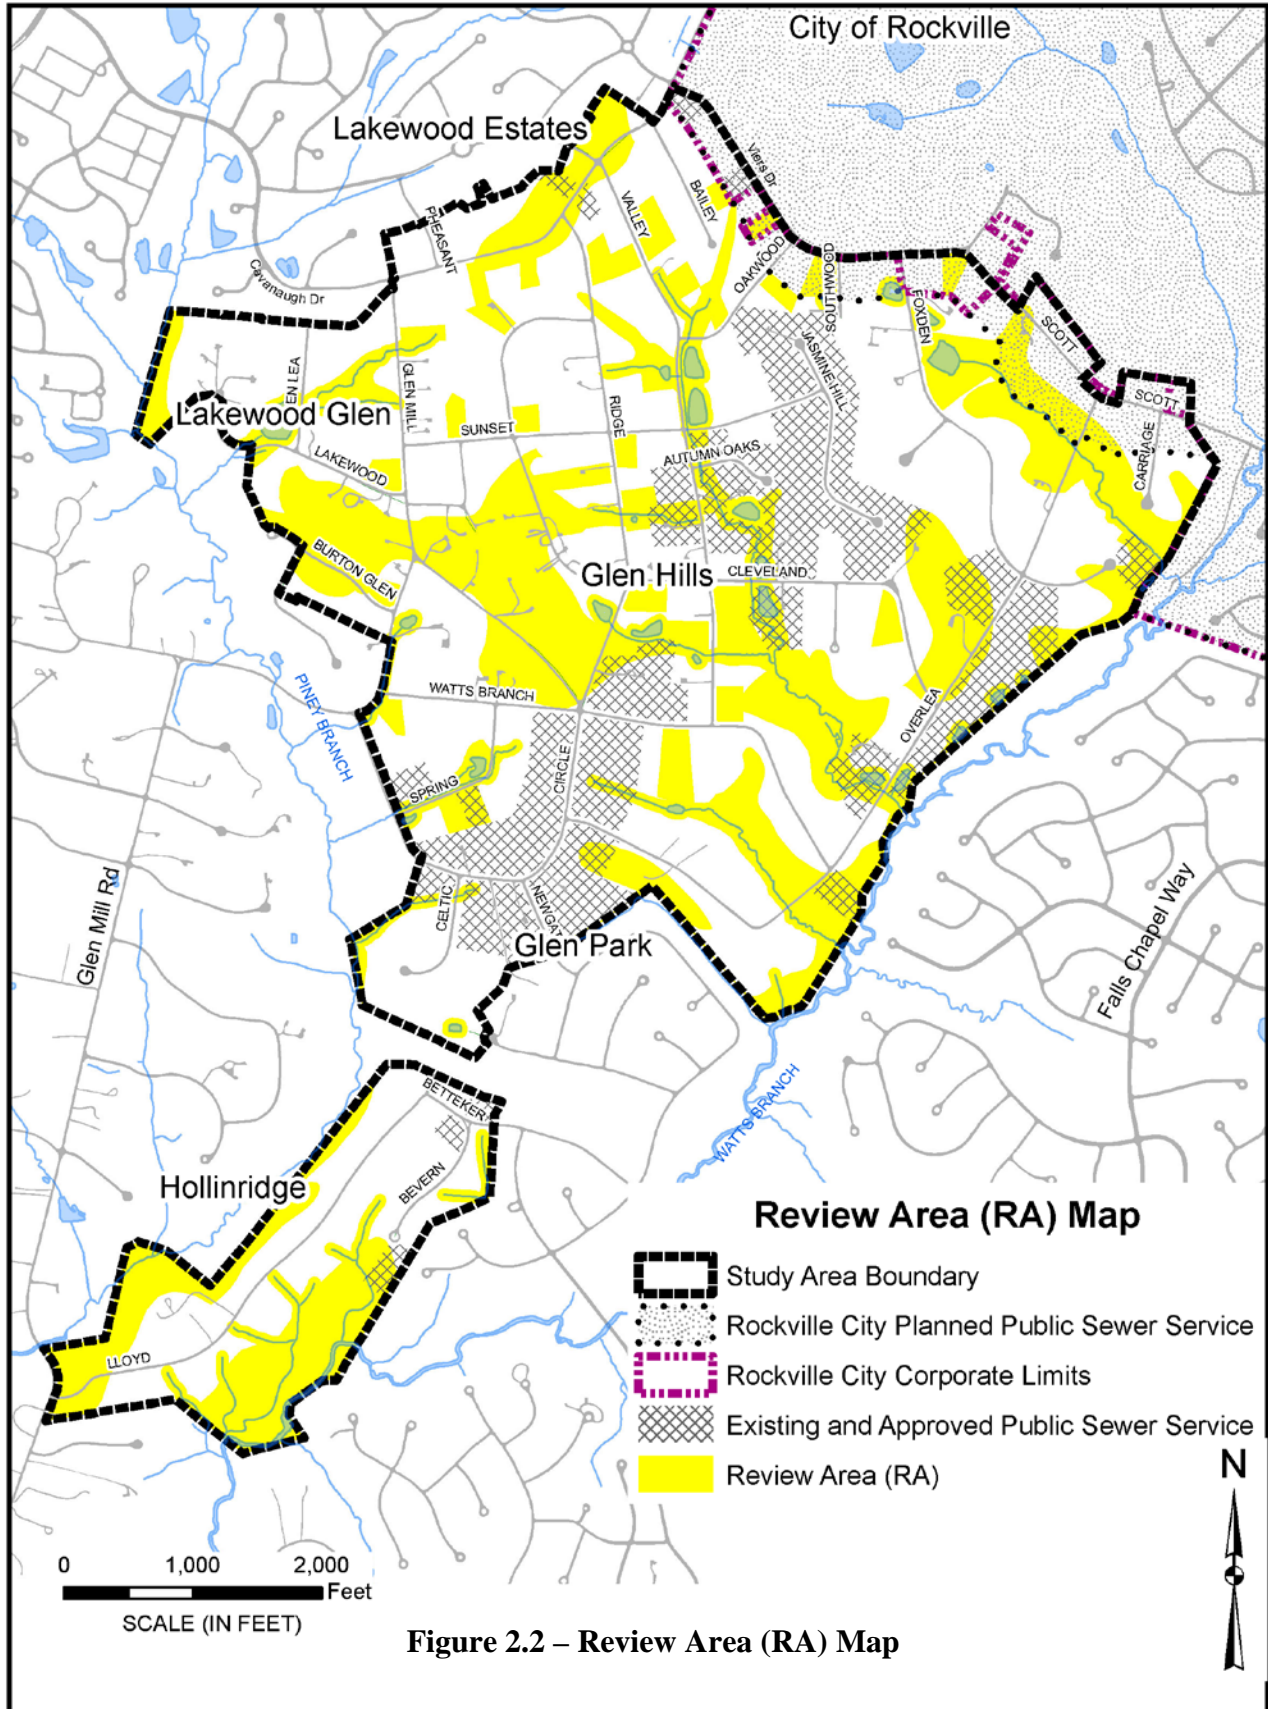 City of Rockville
Lakewood Estates
Viers Dr
BAILEY
VALLEY
PHEASANT
OAKWOOD
SOUTHWOOD
Cavanaugh Dr
FOXDEN
SCOTT
JASMINE HILL
EN LEA
GLEN MILL
SCOTT
Lakewood Glen
RIDGE
SUNSET
CARRIAGE
AUTUMN OAKS
LAKEWOOD
BURTON GLEN
Glen Hills
CLEVELAND
WATTS BRANCH
PINEY BRANCH
OVERLEA
CIRCLE
SPRING
Glen Mill Rd
CELTIC
NEWGAT
Glen Park
Falls Chapel Way
BETTEKER
WATTS BRANCH
BEVERN
Hollinridge
LLOYD
Review Area (RA) Map
Study Area Boundary
Rockville City Planned Public Sewer Service
Rockville City Corporate Limits
Existing and Approved Public Sewer Service
Review Area (RA)
N
0 1,000 2,000
Feet
SCALE (IN FEET)
Figure 2.2 – Review Area (RA) Map